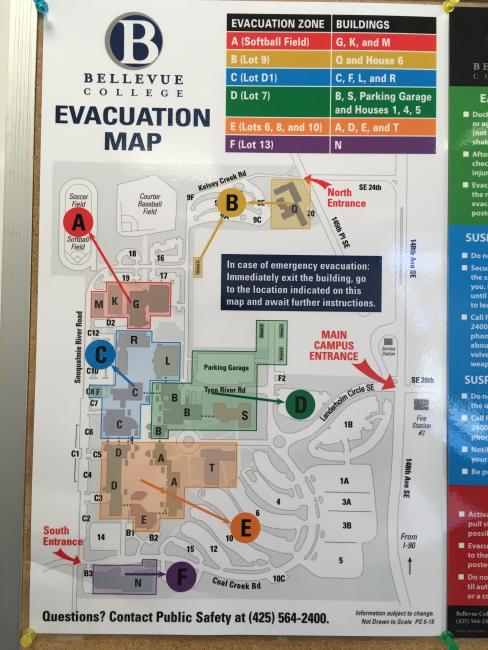 B
BELLEVUE
COLLEGE
EVACUATION
MAP
EVACUATION ZONE BUILDINGS
A (Softball Field) G, K, and M
B (Lot 9) Q and House 6
C (Lot D1) C, F, L, and R
D (Lot 7) B, S, Parking Garage
and Houses 1, 4, 5
E (Lots 6, 8, and 10) A, D, E, and T
F (Lot 13) N
Kelsey Creek Rd
SE 24th
North
Entrance
Soccer
Field
Courter
Baseball
Field
9F
B
Q
20
9C
A
Softball
Field
140th Pl SE
148th Ave SE
18
16
19
17
In case of emergency evacuation:
Immediately exit the building, go
to the location indicated on this
map and await further instructions.
M K G
D2
C12
R
MAIN
CAMPUS
ENTRANCE
Snoqualmie River Road
C
L
Parking Garage
C10
F2
SE 28th
C8 F
C
Tyee River Rd
Landerholm Circle SE
C7
B
B
D
S
Fire
Station
#2
C6
C
B
1B
C1 C5
D
A
T
C4
D
A
1A
148th Ave SE
C3
6
4
3A
C2
E
E
3B
South
Entrance
14
B1
B2
12
10
From
I-90
15
5
B3
N
F
Coal Creek Rd
10C
Questions? Contact Public Safety at (425) 564-2400.
Information subject to change.
Not Drawn to Scale PS 5-15